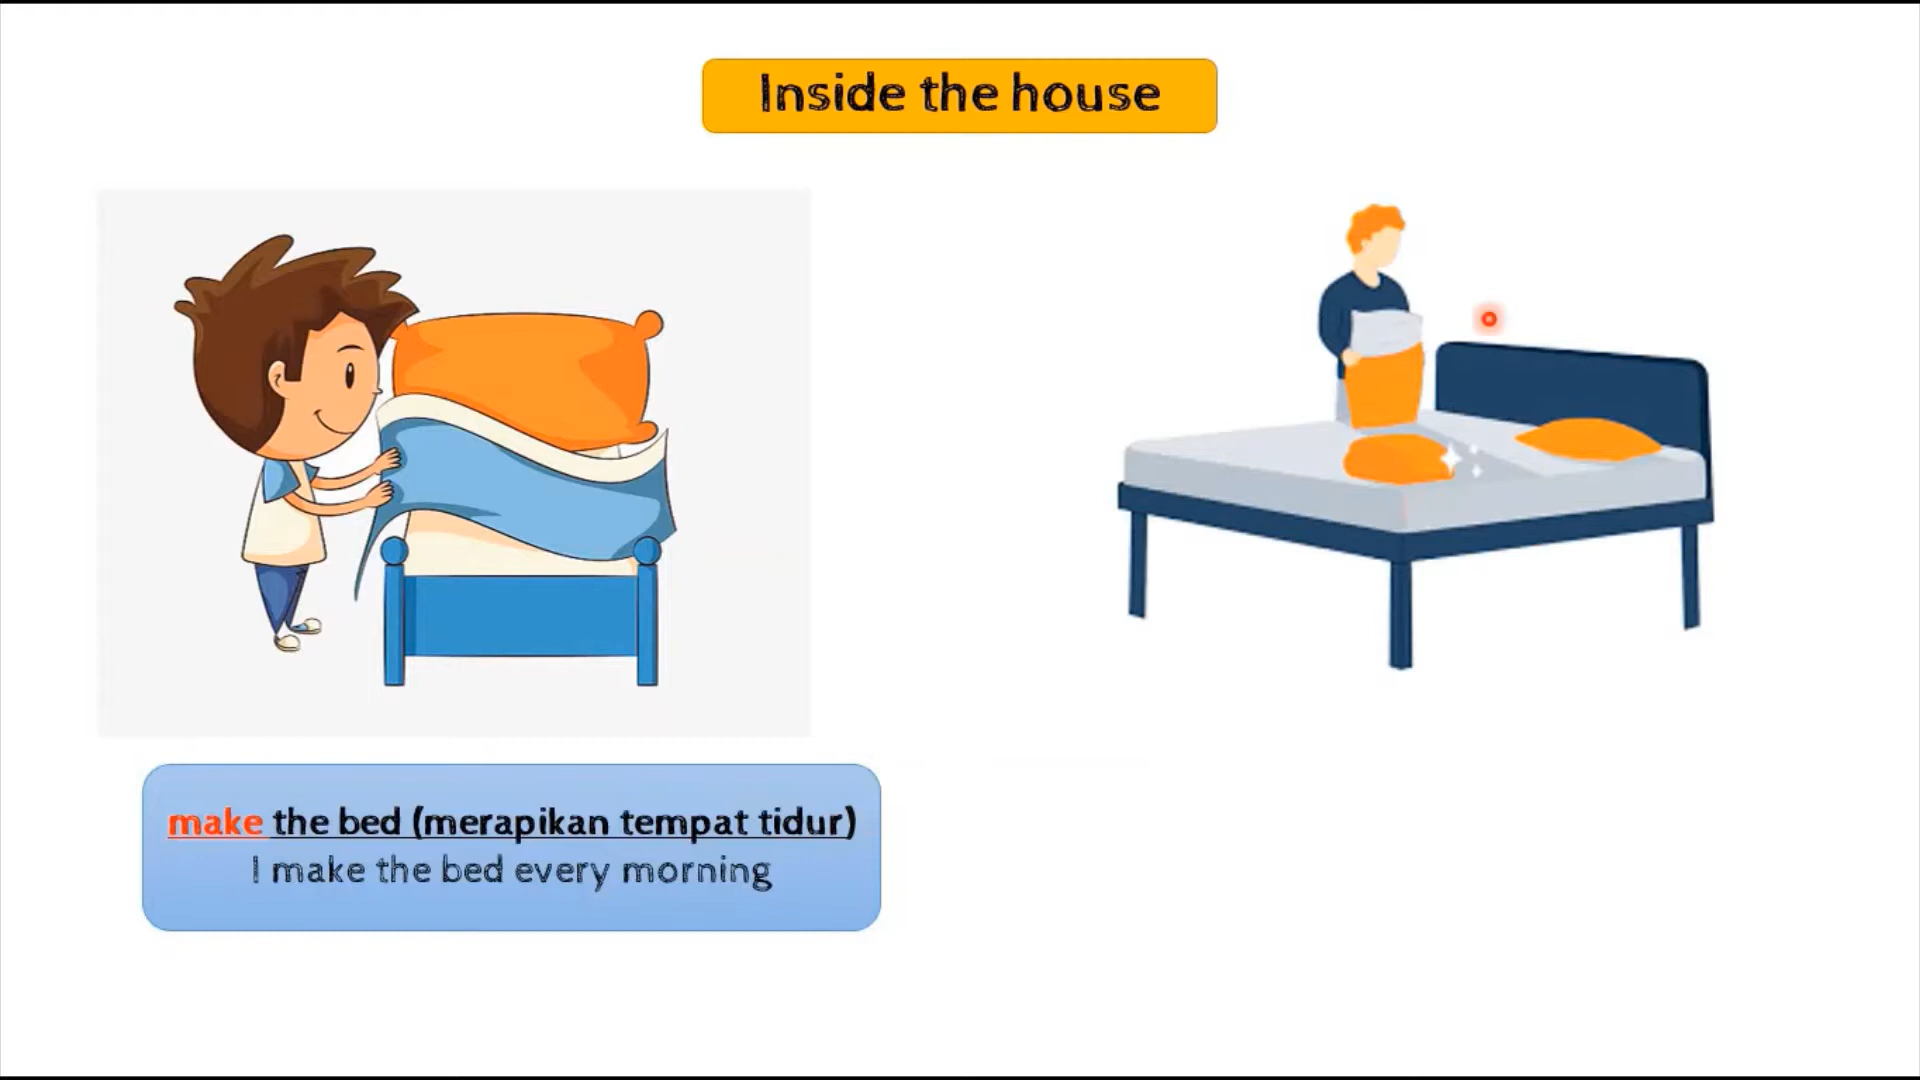 Inside the house
make the bed (merapikan tempat tidur)
I make the bed every morning